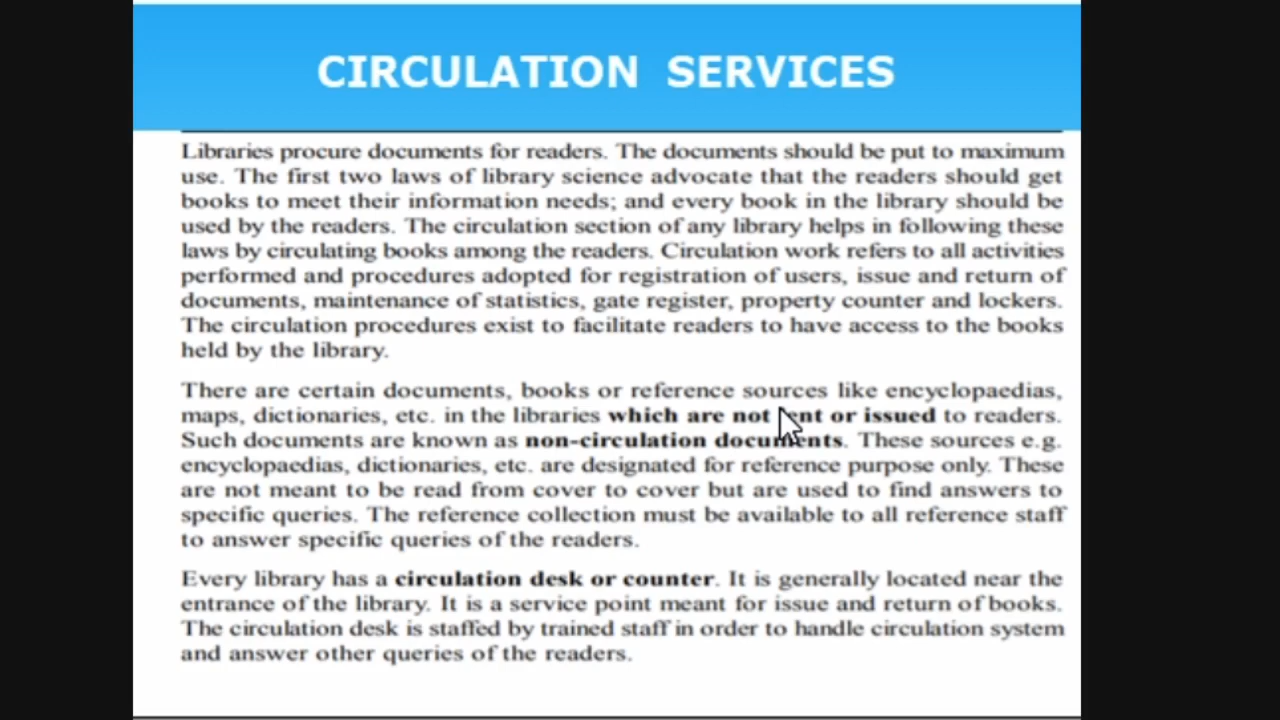 CIRCULATION SERVICES
Libraries procure documents for readers. The documents should be put to maximum
use. The first two laws of library science advocate that the readers should get
books to meet their information needs; and every book in the library should be
used by the readers. The circulation section of any library helps in following these
laws by circulating books among the readers. Circulation work refers to all activities
performed and procedures adopted for registration of users, issue and return of
documents, maintenance of statistics, gate register, property counter and lockers.
The circulation procedures exist to facilitate readers to have access to the books
held by the library.
There are certain documents, books or reference sources like encyclopaedias,
maps, dictionaries, etc. in the libraries which are not lent or issued to readers.
Such documents are known as non-circulation documents. These sources e.g.
encyclopaedias, dictionaries, etc. are designated for reference purpose only. These
are not meant to be read from cover to cover but are used to find answers to
specific queries. The reference collection must be available to all reference staff
to answer specific queries of the readers.
Every library has a circulation desk or counter. It is generally located near the
entrance of the library. It is a service point meant for issue and return of books.
The circulation desk is staffed by trained staff in order to handle circulation system
and answer other queries of the readers.